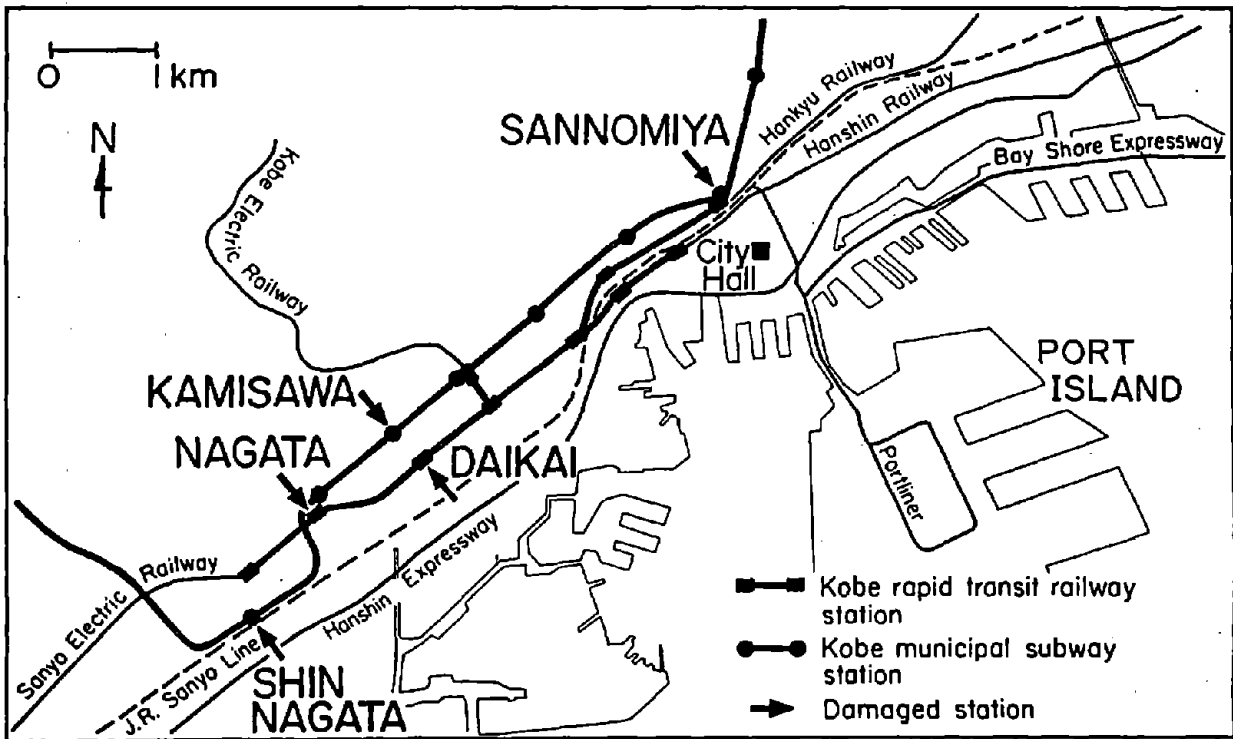 0
1 km
N
SANNOMIYA
Hankyu Railway
Hanshin Railway
Bay Shore Expressway
Kobe Electric Railway
City
Hall
PORT
ISLAND
KAMISAWA
NAGATA
DAIKAI
Portliner
Sanyo Electric Railway
J.R. Sanyo Line
Hanshin Expressway
SHIN
NAGATA
Kobe rapid transit railway
station
Kobe municipal subway
station
Damaged station